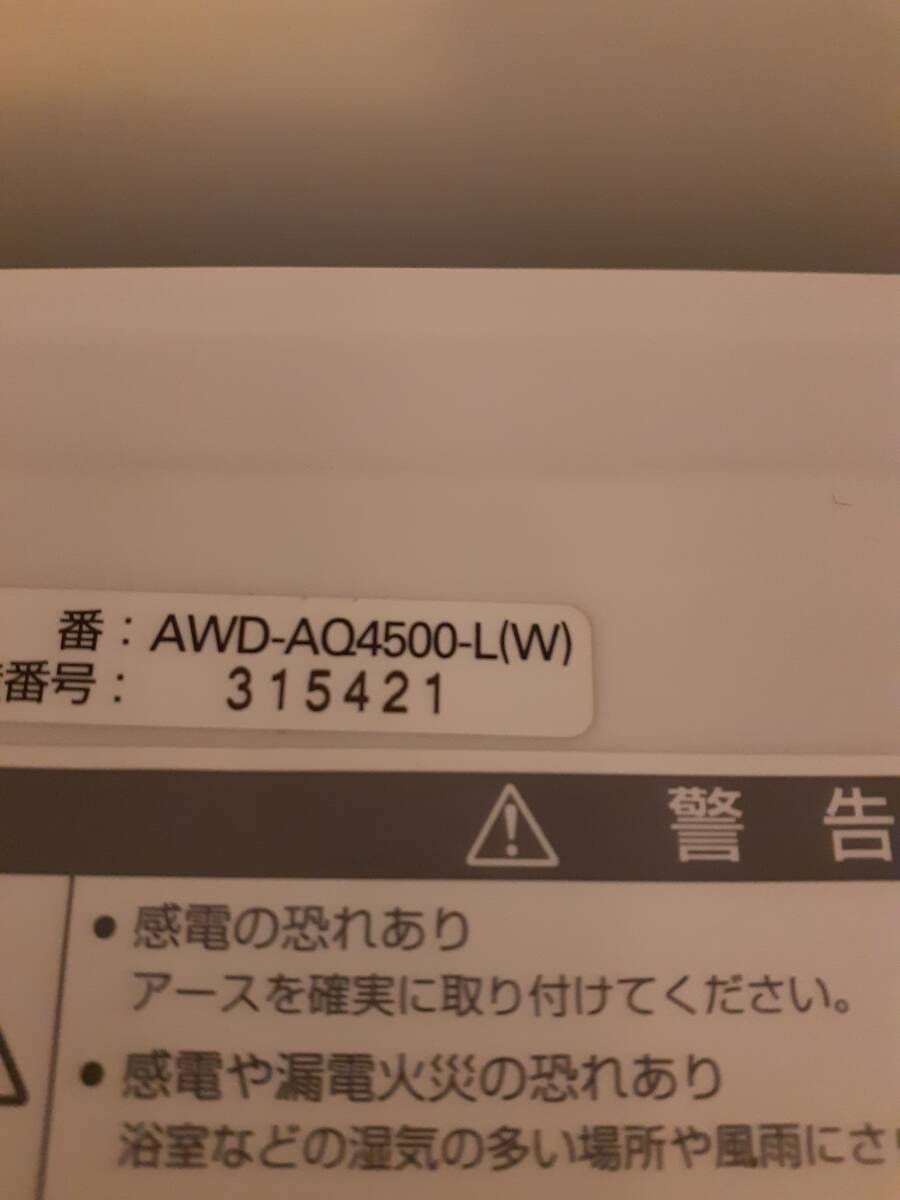 番：AWD-AQ4500-L(W)
番号： 315421
⚠ 警告
● 感電の恐れあり
アースを確実に取り付けてください。
● 感電や漏電火災の恐れあり
浴室などの湿気の多い場所や風雨にさ